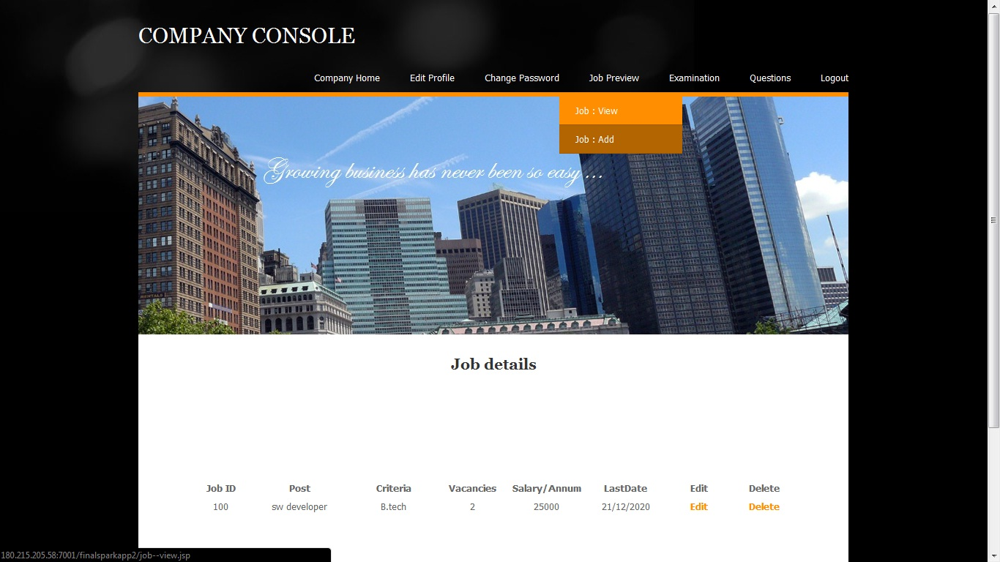 COMPANY CONSOLE
Company Home Edit Profile Change Password Job Preview Examination Questions Logout
Job : View
Job : Add
Growing business has never been so easy ...
RENTALS
Job details
Job ID Post Criteria Vacancies Salary/Annum LastDate Edit Delete
100 sw developer B.tech 2 25000 21/12/2020 Edit Delete
180.215.205.58:7001/finalsparkapp2/job--view.jsp